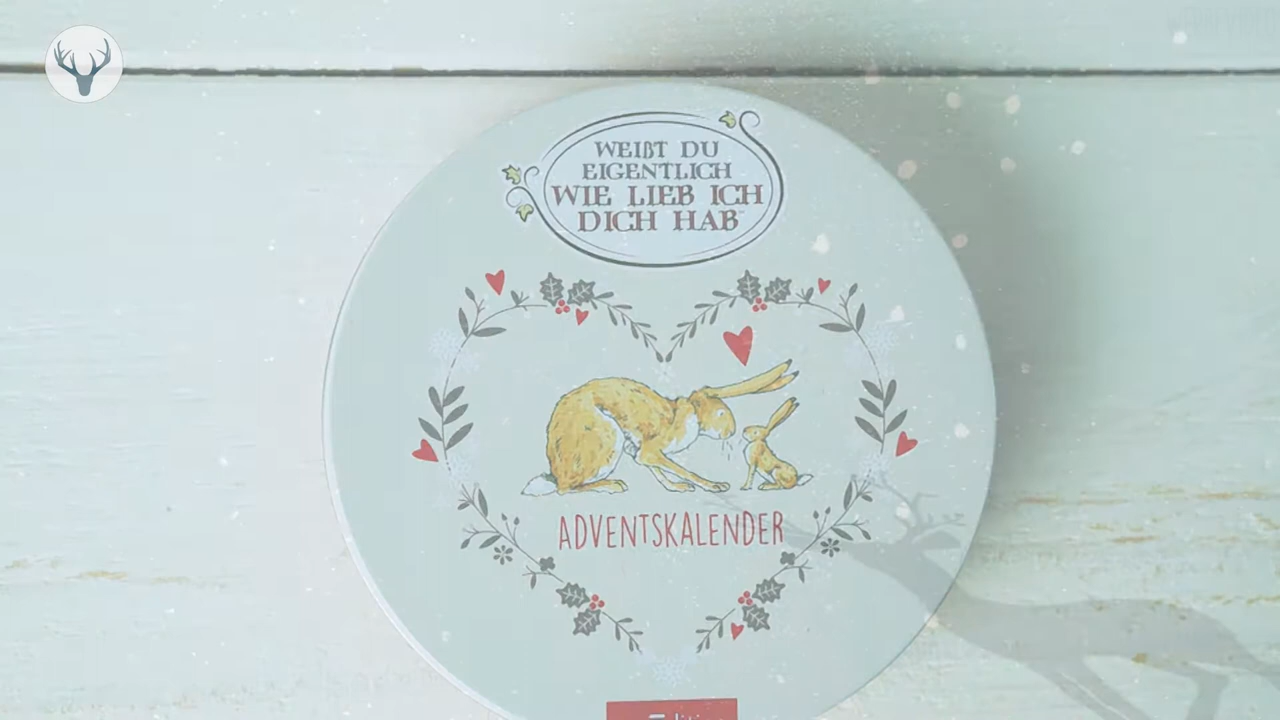 WEIßT DU
EIGENTLICH
WIE LIEB ICH
DICH HAB
ADVENTSKALENDER